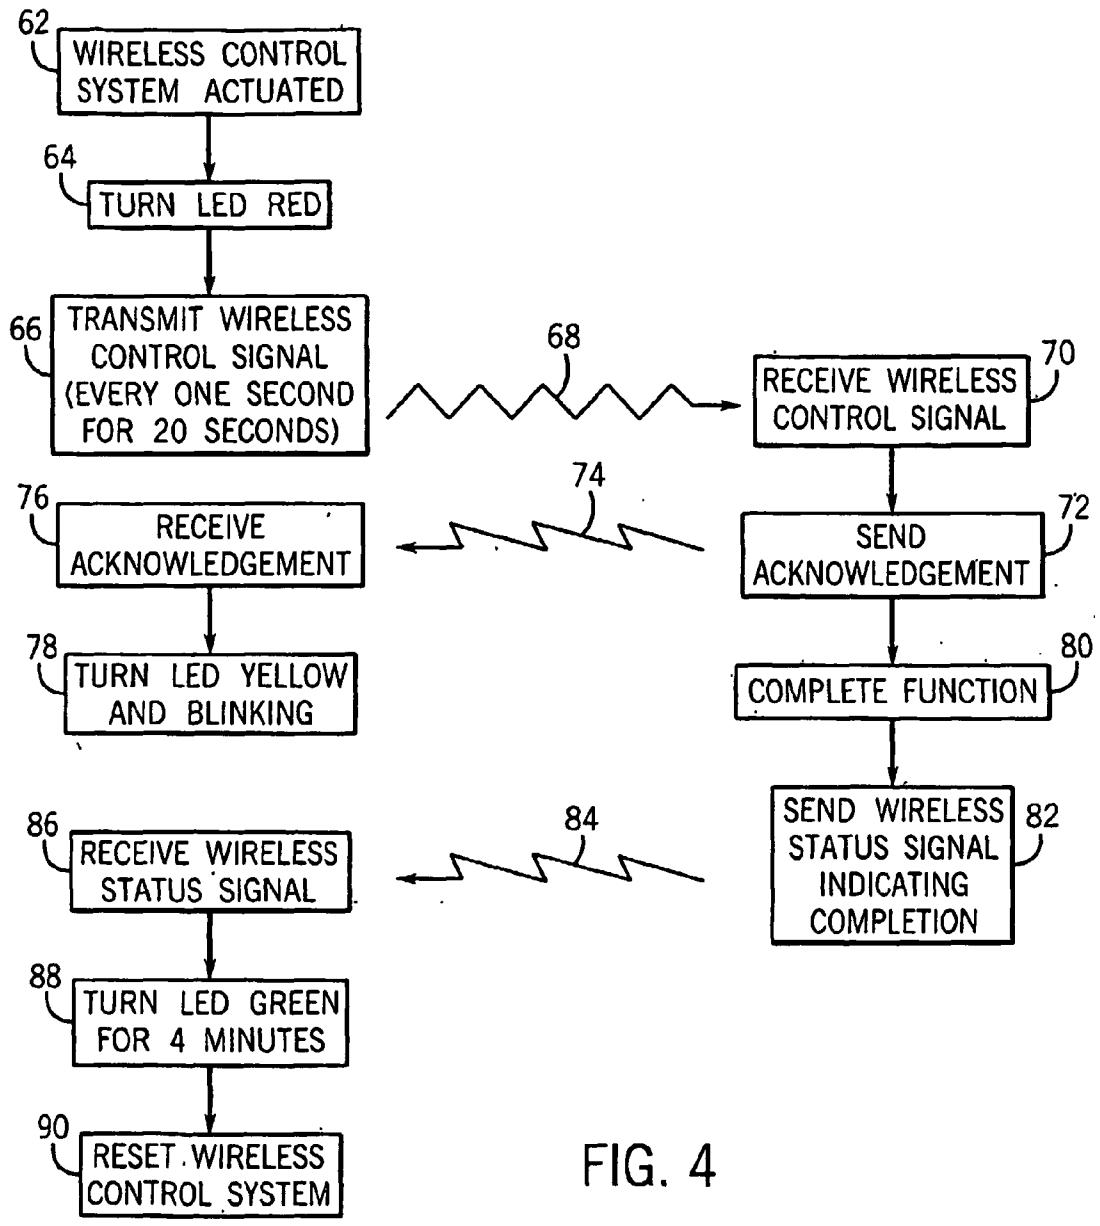 62
WIRELESS CONTROL
SYSTEM ACTUATED
64
TURN LED RED
66
TRANSMIT WIRELESS
CONTROL SIGNAL
(EVERY ONE SECOND
FOR 20 SECONDS)
68
70
RECEIVE WIRELESS
CONTROL SIGNAL
72
SEND
ACKNOWLEDGEMENT
74
76
RECEIVE
ACKNOWLEDGEMENT
78
TURN LED YELLOW
AND BLINKING
80
COMPLETE FUNCTION
82
SEND WIRELESS
STATUS SIGNAL
INDICATING
COMPLETION
84
86
RECEIVE WIRELESS
STATUS SIGNAL
88
TURN LED GREEN
FOR 4 MINUTES
90
RESET WIRELESS
CONTROL SYSTEM
FIG. 4